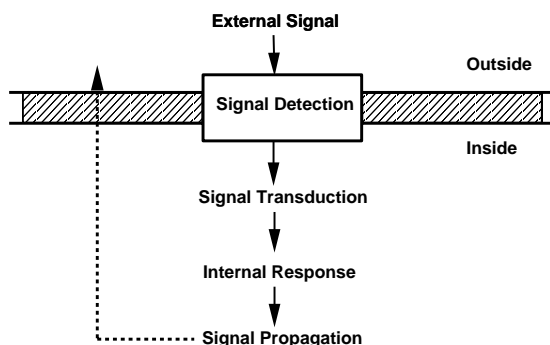 External Signal
Outside
Signal Detection
Inside
Signal Transduction
Internal Response
Signal Propagation